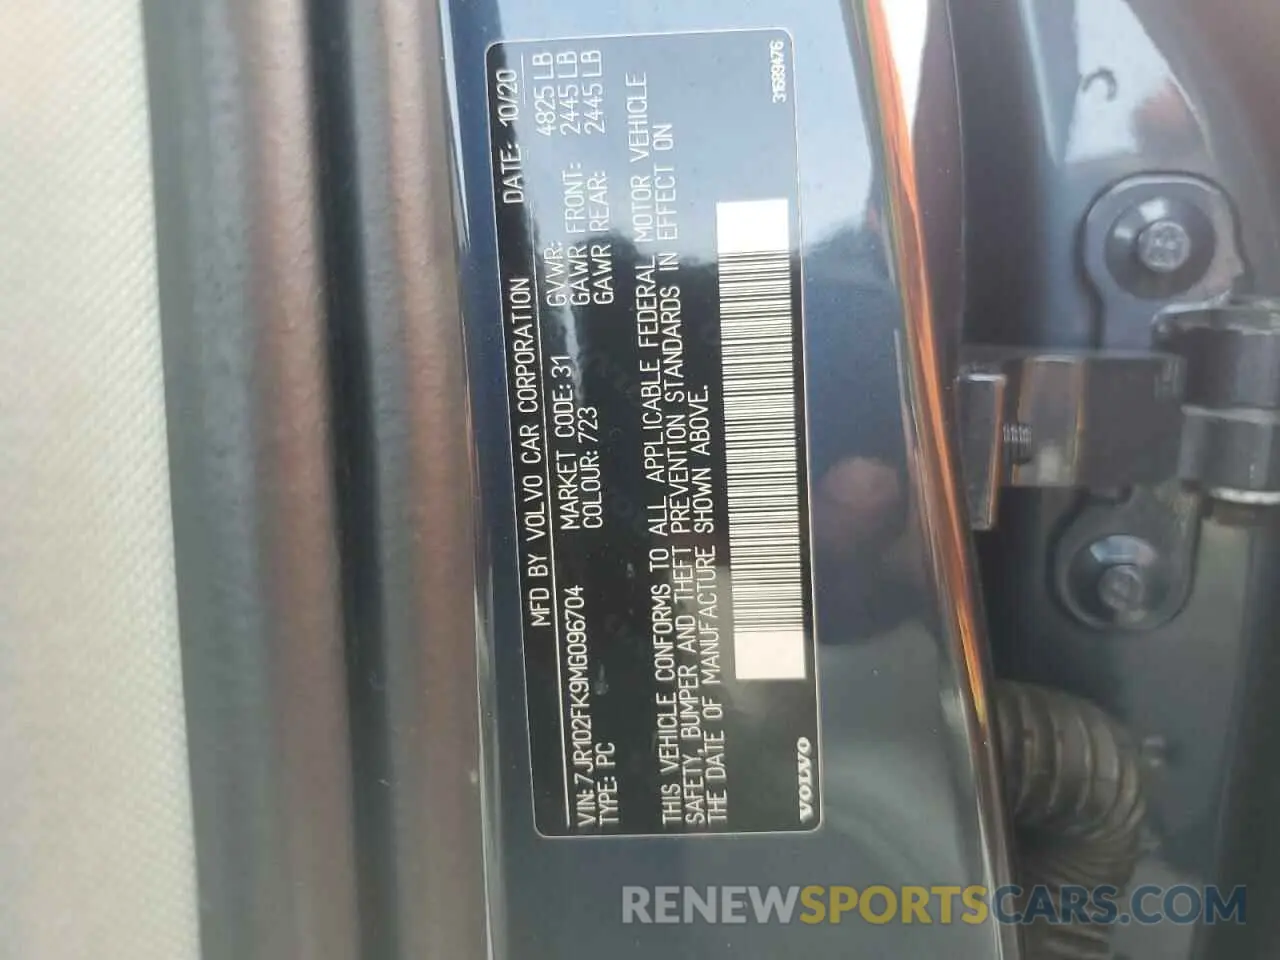 MFD BY VOLVO CAR CORPORATION DATE: 10/20
VIN: 7JR102FK9MG096704 MARKET CODE: 31 GVWR: 4825 LB
TYPE: PC COLOUR: 723 GAWR FRONT: 2445 LB
GAWR REAR: 2445 LB
THIS VEHICLE CONFORMS TO ALL APPLICABLE FEDERAL MOTOR VEHICLE
SAFETY, BUMPER AND THEFT PREVENTION STANDARDS IN EFFECT ON
THE DATE OF MANUFACTURE SHOWN ABOVE.
VOLVO
31689476
RENEWSPORTSCARS.COM